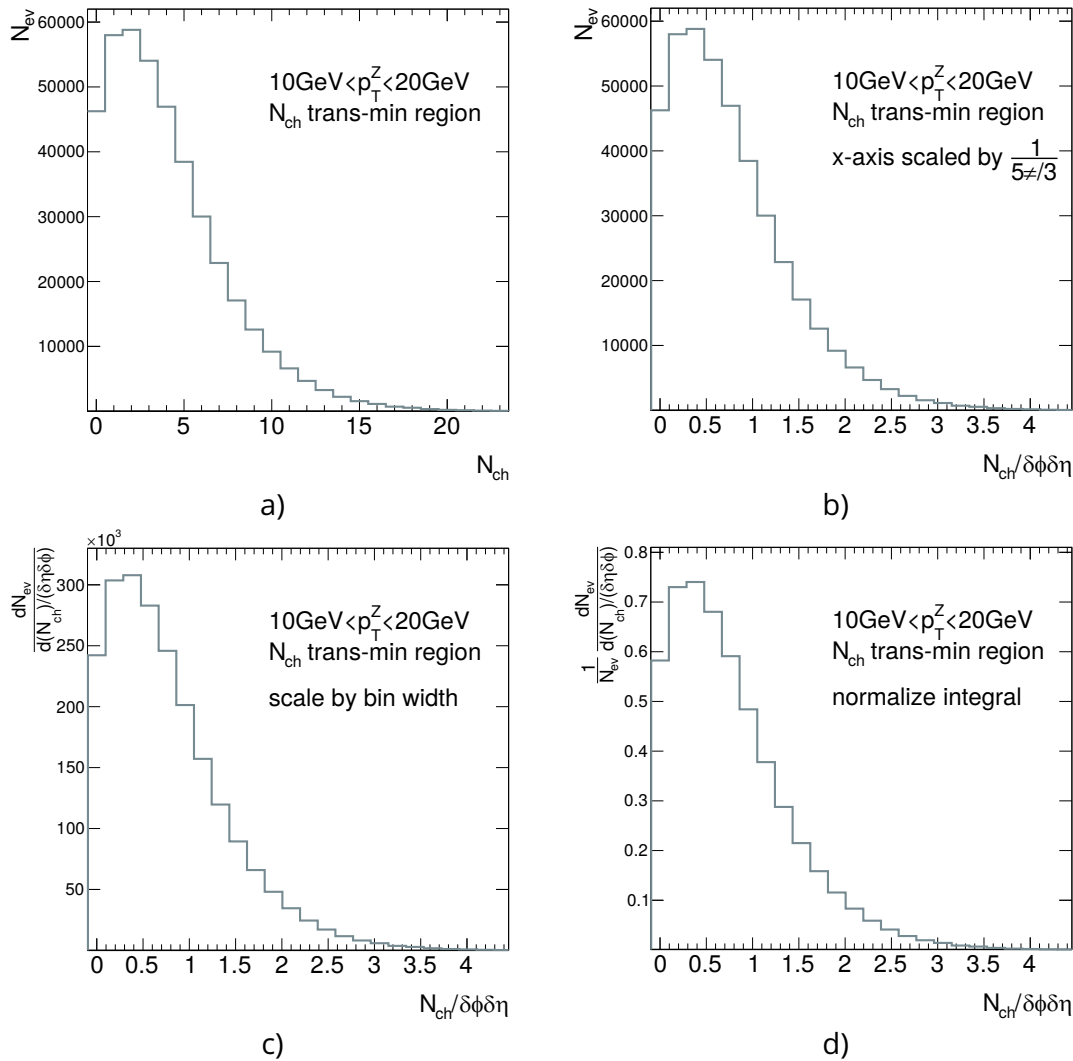 N_ev
60000
50000
40000
30000
20000
10000
10GeV<p_T^Z<20GeV
N_ch trans-min region
0 5 10 15 20
N_ch
a)
N_ev
60000
50000
40000
30000
20000
10000
10GeV<p_T^Z<20GeV
N_ch trans-min region
x-axis scaled by 1/5≠/3
0 0.5 1 1.5 2 2.5 3 3.5 4
N_ch/δϕδη
b)
×10³
dN_ev
d(N_ch)/(δηδϕ)
300
250
200
150
100
50
10GeV<p_T^Z<20GeV
N_ch trans-min region
scale by bin width
0 0.5 1 1.5 2 2.5 3 3.5 4
N_ch/δϕδη
c)
1/N_ev dN_ev/d(N_ch)/(δηδϕ)
0.8
0.7
0.6
0.5
0.4
0.3
0.2
0.1
10GeV<p_T^Z<20GeV
N_ch trans-min region
normalize integral
0 0.5 1 1.5 2 2.5 3 3.5 4
N_ch/δϕδη
d)